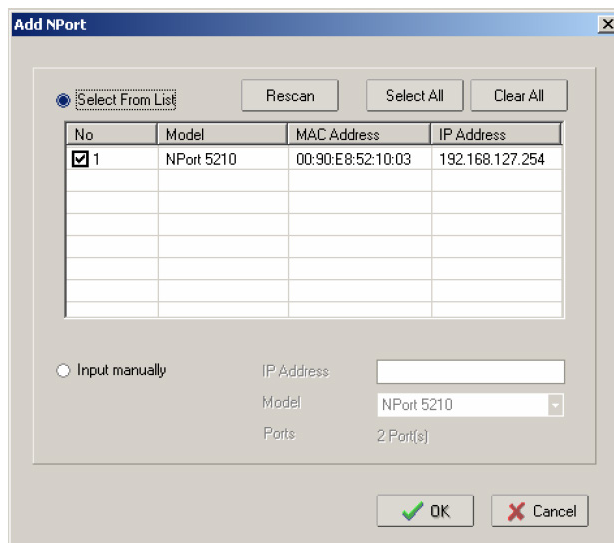 Add NPort
Select From List Rescan Select All Clear All
No Model MAC Address IP Address
1 NPort 5210 00:90:E8:52:10:03 192.168.127.254
Input manually IP Address
Model NPort 5210
Ports 2 Port(s)
OK Cancel